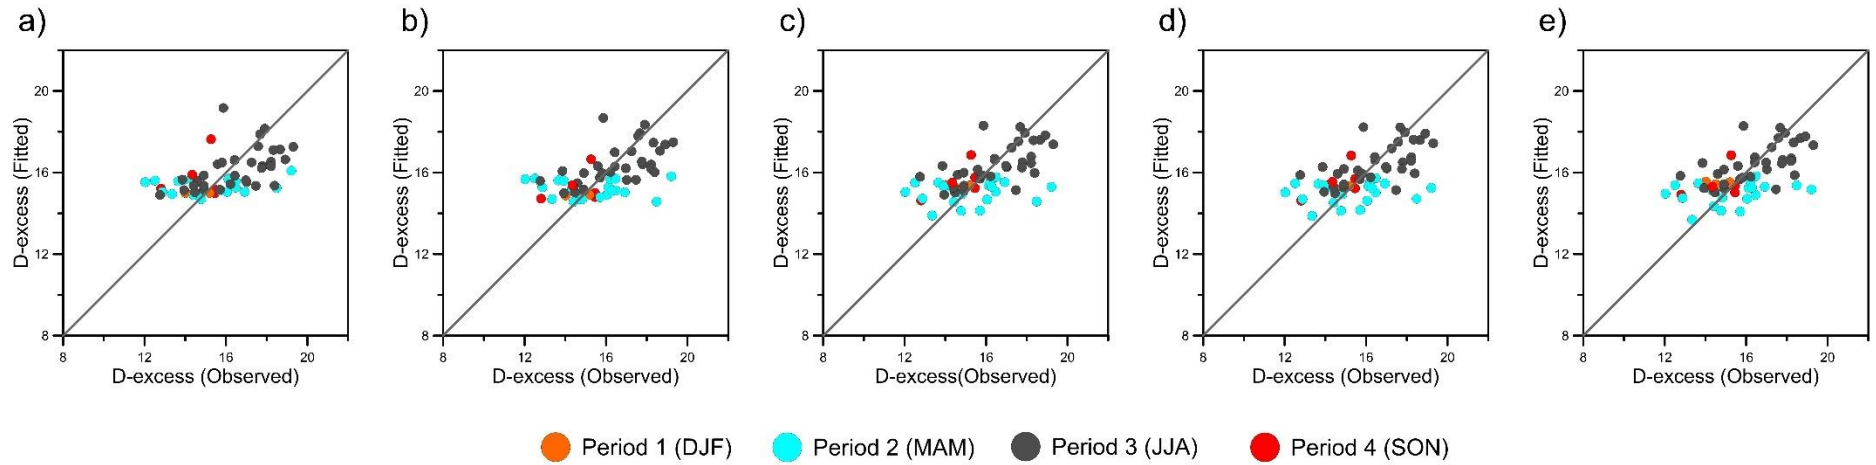 a)
D-excess (Fitted)
20
16
12
8
8 12 16 20
D-excess (Observed)
b)
D-excess (Fitted)
20
16
12
8
8 12 16 20
D-excess (Observed)
c)
D-excess (Fitted)
20
16
12
8
8 12 16 20
D-excess(Observed)
d)
D-excess (Fitted)
20
16
12
8
8 12 16 20
D-excess (Observed)
e)
D-excess (Fitted)
20
16
12
8
8 12 16 20
D-excess (Observed)
Period 1 (DJF) Period 2 (MAM) Period 3 (JJA) Period 4 (SON)